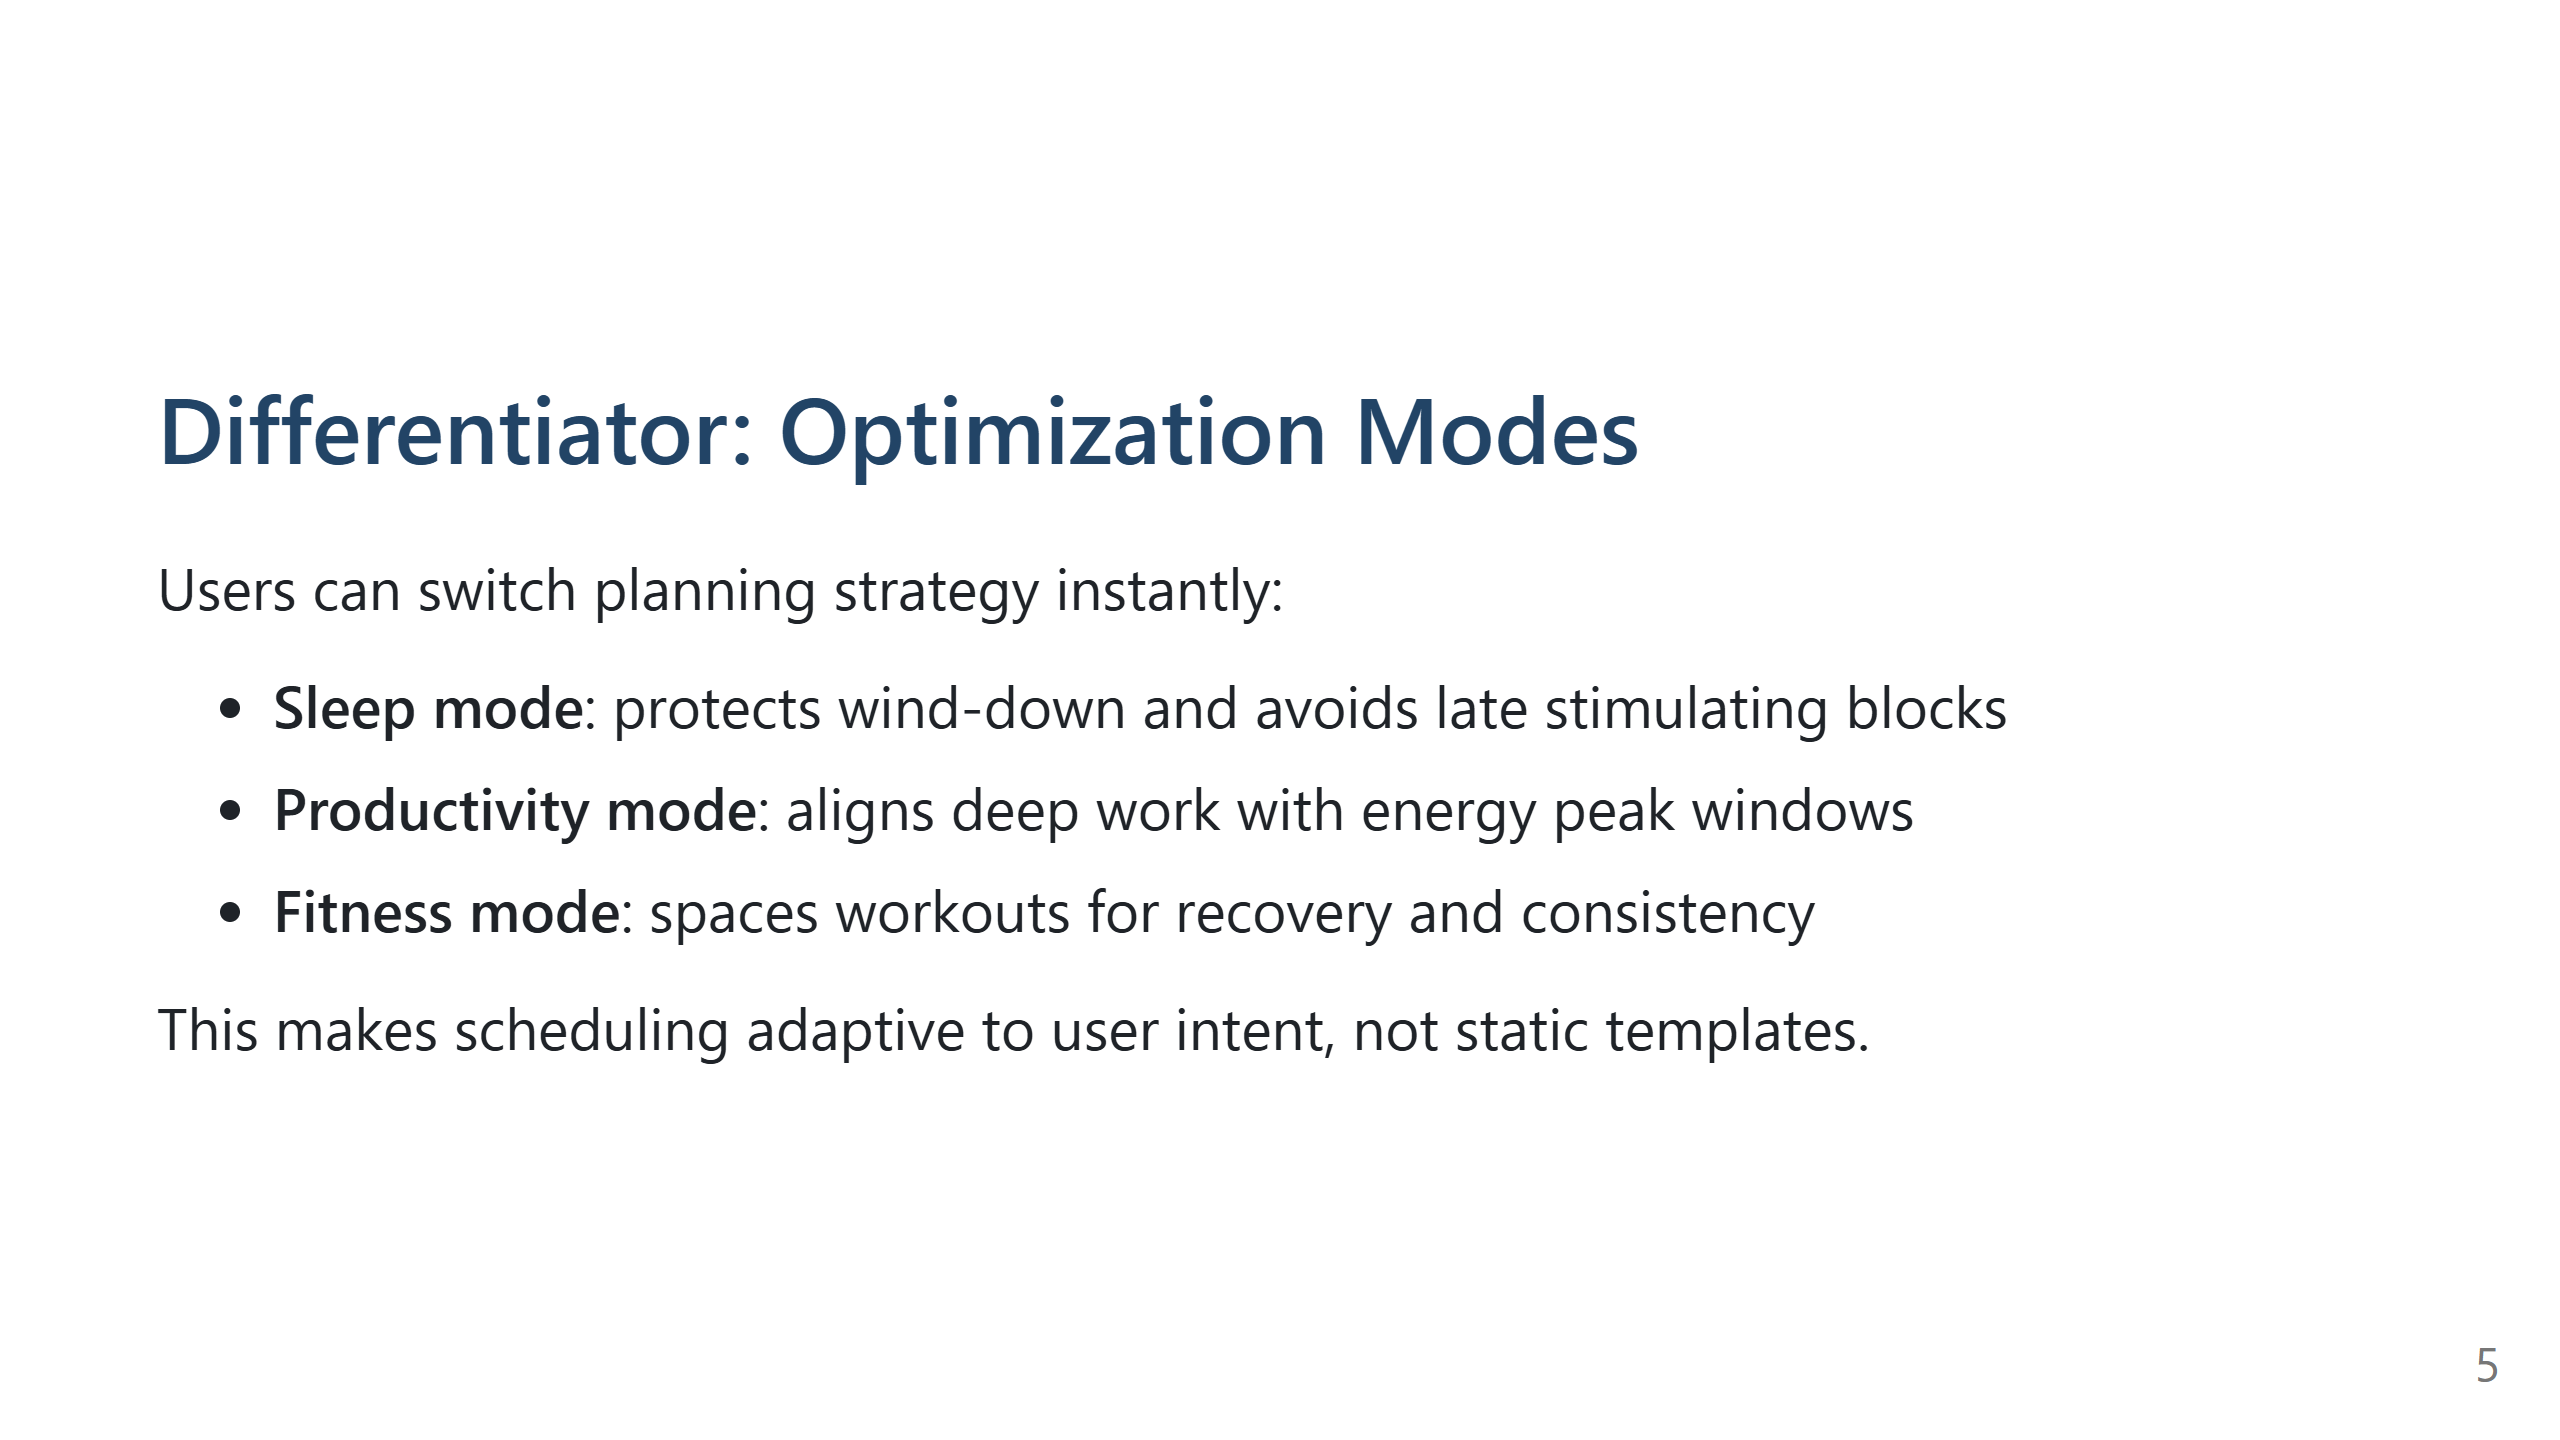 Differentiator: Optimization Modes
Users can switch planning strategy instantly:
• Sleep mode: protects wind-down and avoids late stimulating blocks
• Productivity mode: aligns deep work with energy peak windows
• Fitness mode: spaces workouts for recovery and consistency
This makes scheduling adaptive to user intent, not static templates.
5